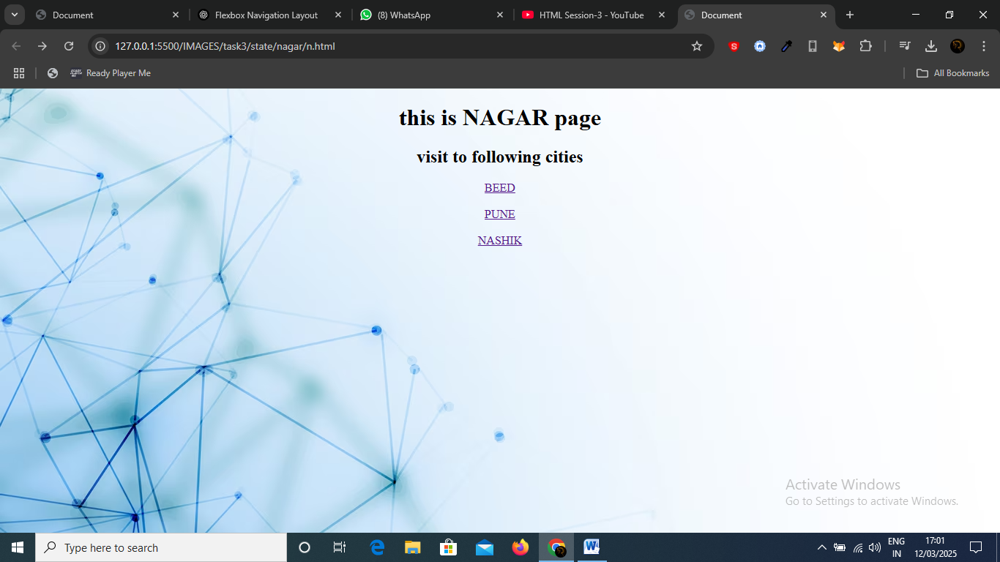 Document
Flexbox Navigation Layout
(8) WhatsApp
HTML Session-3 - YouTube
Document
127.0.0.1:5500/IMAGES/task3/state/nagar/n.html
Ready Player Me
All Bookmarks
this is NAGAR page
visit to following cities
BEED
PUNE
NASHIK
Activate Windows
Go to Settings to activate Windows.
Type here to search
ENG
IN
17:01
12/03/2025